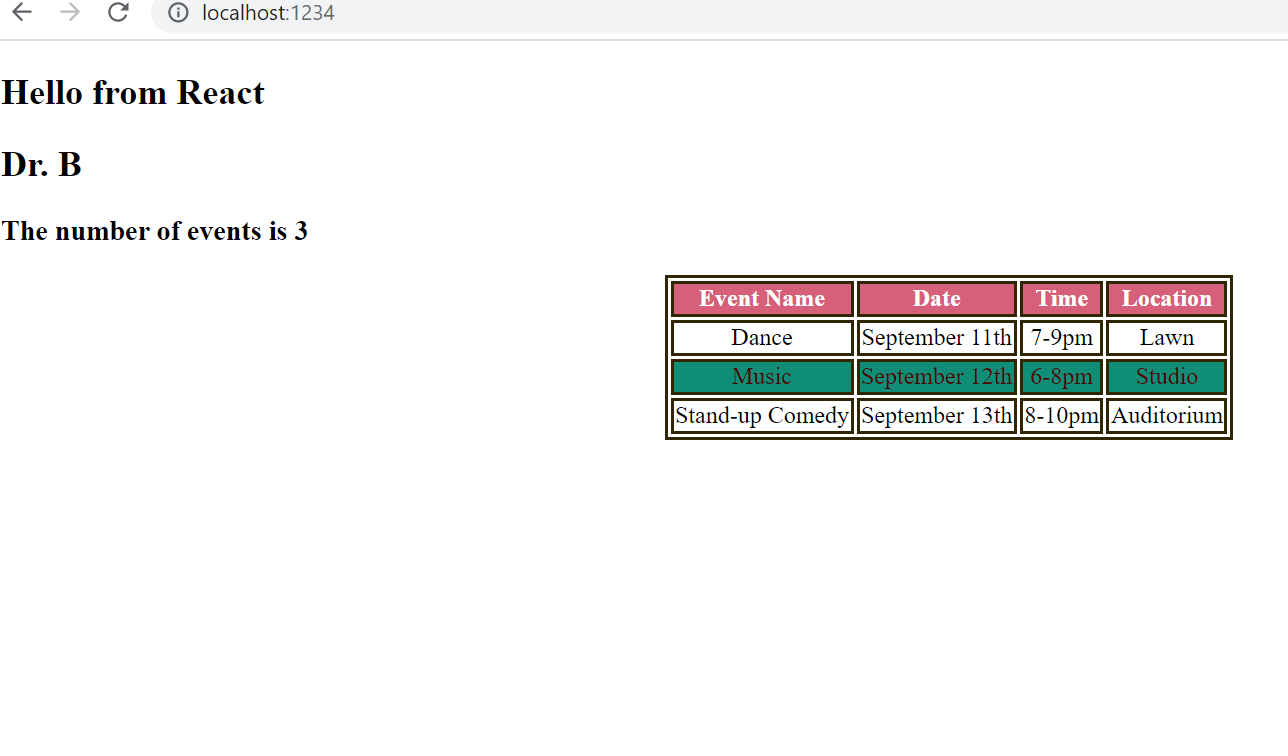 localhost:1234
Hello from React
Dr. B
The number of events is 3
Event Name Date Time Location
Dance September 11th 7-9pm Lawn
Music September 12th 6-8pm Studio
Stand-up Comedy September 13th 8-10pm Auditorium